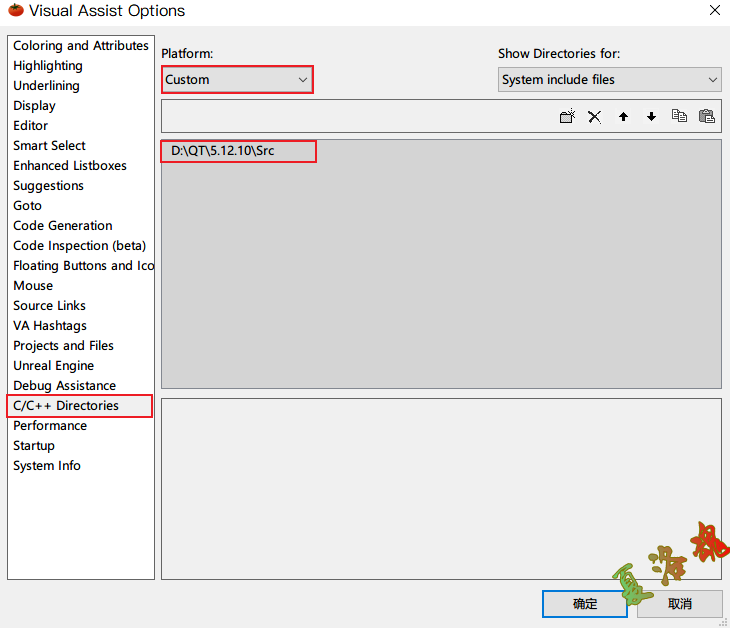 Visual Assist Options
Coloring and Attributes
Highlighting
Underlining
Display
Editor
Smart Select
Enhanced Listboxes
Suggestions
Goto
Code Generation
Code Inspection (beta)
Floating Buttons and Ico
Mouse
Source Links
VA Hashtags
Projects and Files
Unreal Engine
Debug Assistance
C/C++ Directories
Performance
Startup
System Info
Platform:
Custom
Show Directories for:
System include files
D:\QT\5.12.10\Src
确定
取消